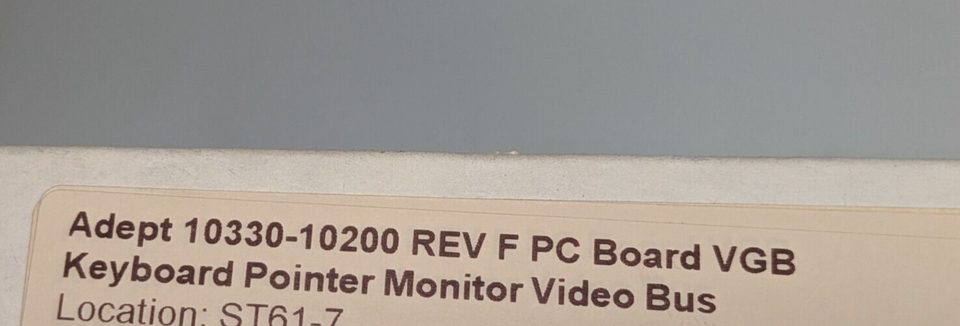 Adept 10330-10200 REV F PC Board VGB
Keyboard Pointer Monitor Video Bus
Location: ST61-7